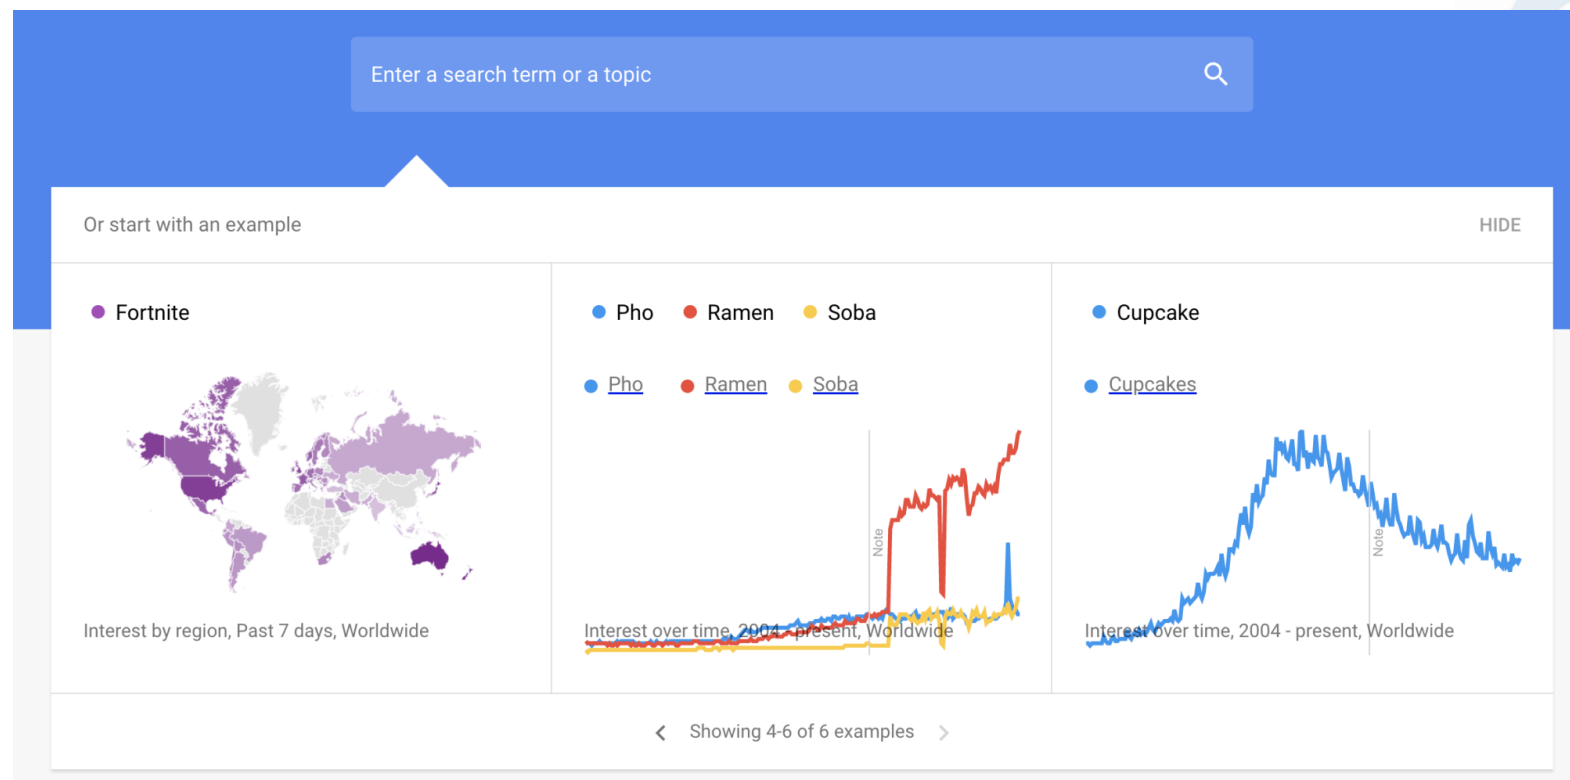 Enter a search term or a topic
Or start with an example
HIDE
Fortnite
Interest by region, Past 7 days, Worldwide
Pho Ramen Soba
Pho Ramen Soba
Note
Interest over time, 2004 - present, Worldwide
Cupcake
Cupcakes
Note
Interest over time, 2004 - present, Worldwide
Showing 4-6 of 6 examples